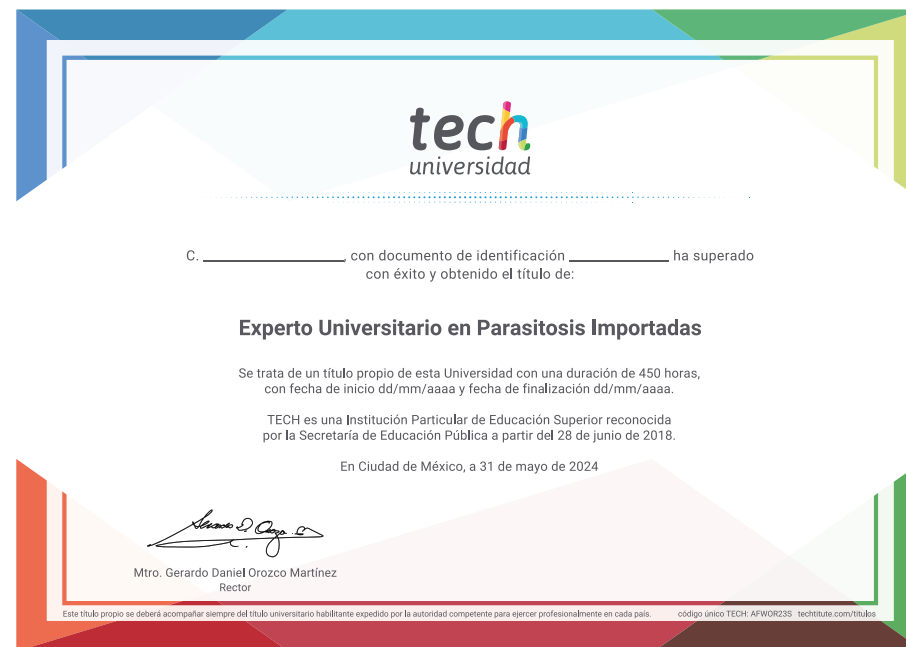 tech
universidad
C. , con documento de identificación ha superado
con éxito y obtenido el título de:
Experto Universitario en Parasitosis Importadas
Se trata de un título propio de esta Universidad con una duración de 450 horas,
con fecha de inicio dd/mm/aaaa y fecha de finalización dd/mm/aaaa.
TECH es una Institución Particular de Educación Superior reconocida
por la Secretaría de Educación Pública a partir del 28 de junio de 2018.
En Ciudad de México, a 31 de mayo de 2024
Mtro. Gerardo Daniel Orozco Martínez
Rector
Este título propio se deberá acompañar siempre del título universitario habilitante expedido por la autoridad competente para ejercer profesionalmente en cada país. código único TECH: AFWOR23S techtitute.com/titulos